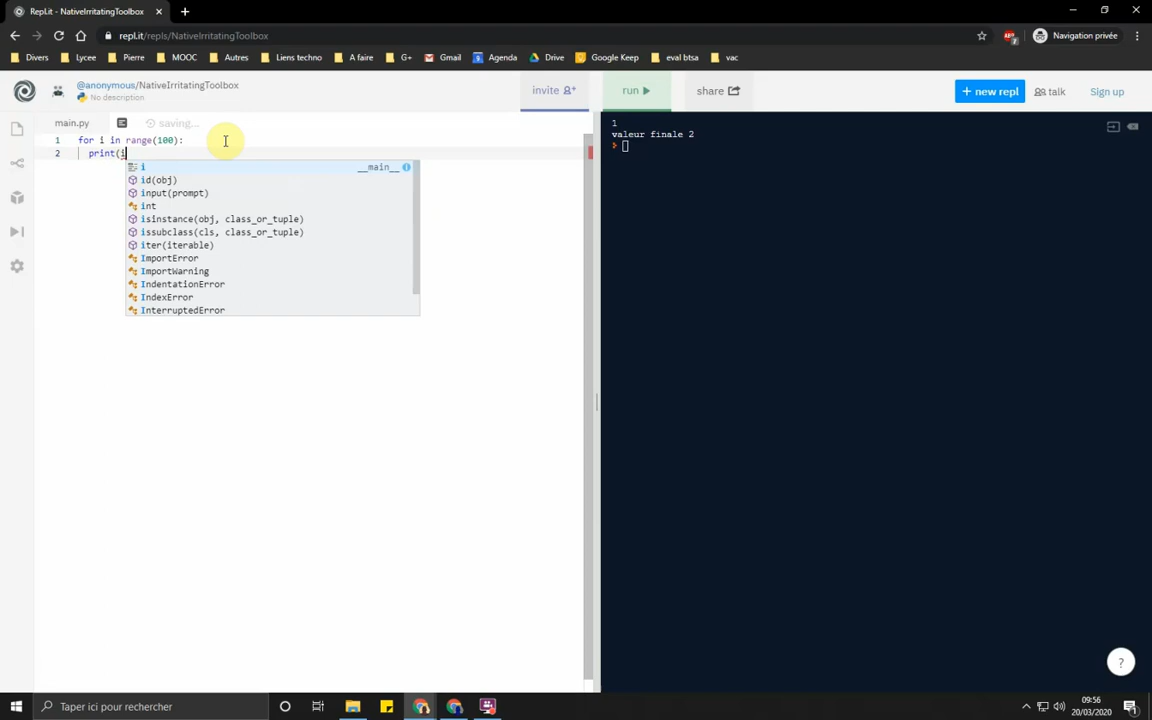 Repl.it - NativeIrritatingToolbox
repl.it/repls/NativeIrritatingToolbox
Navigation privée
Divers Lycee Pierre MOOC Autres Liens techno A faire G+ Gmail Agenda Drive Google Keep eval btsa vac
@anonymous/NativeIrritatingToolbox
No description
invite
run
share
+ new repl
talk
Sign up
main.py
saving...
1 for i in range(100):
2 print(i
i __main__
id(obj)
input(prompt)
int
isinstance(obj, class_or_tuple)
issubclass(cls, class_or_tuple)
iter(iterable)
ImportError
ImportWarning
IndentationError
IndexError
InterruptedError
1
valeur finale 2
?
Taper ici pour rechercher
09:56
20/03/2020